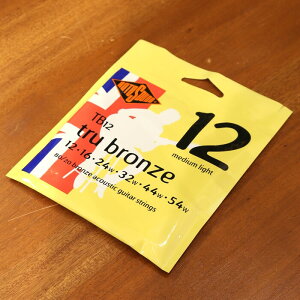 ROTOSOUND
12
medium light
TB12
tru bronze
12•16•24w•32w•44w•54w
80/20 bronze acoustic guitar strings